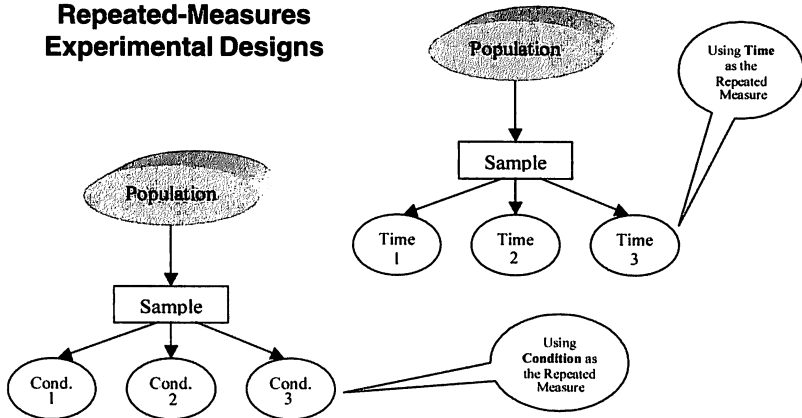 Repeated-Measures
Experimental Designs
Population
Sample
Time
1
Time
2
Time
3
Using Time
as the
Repeated
Measure
Population
Sample
Cond.
1
Cond.
2
Cond.
3
Using
Condition as
the Repeated
Measure